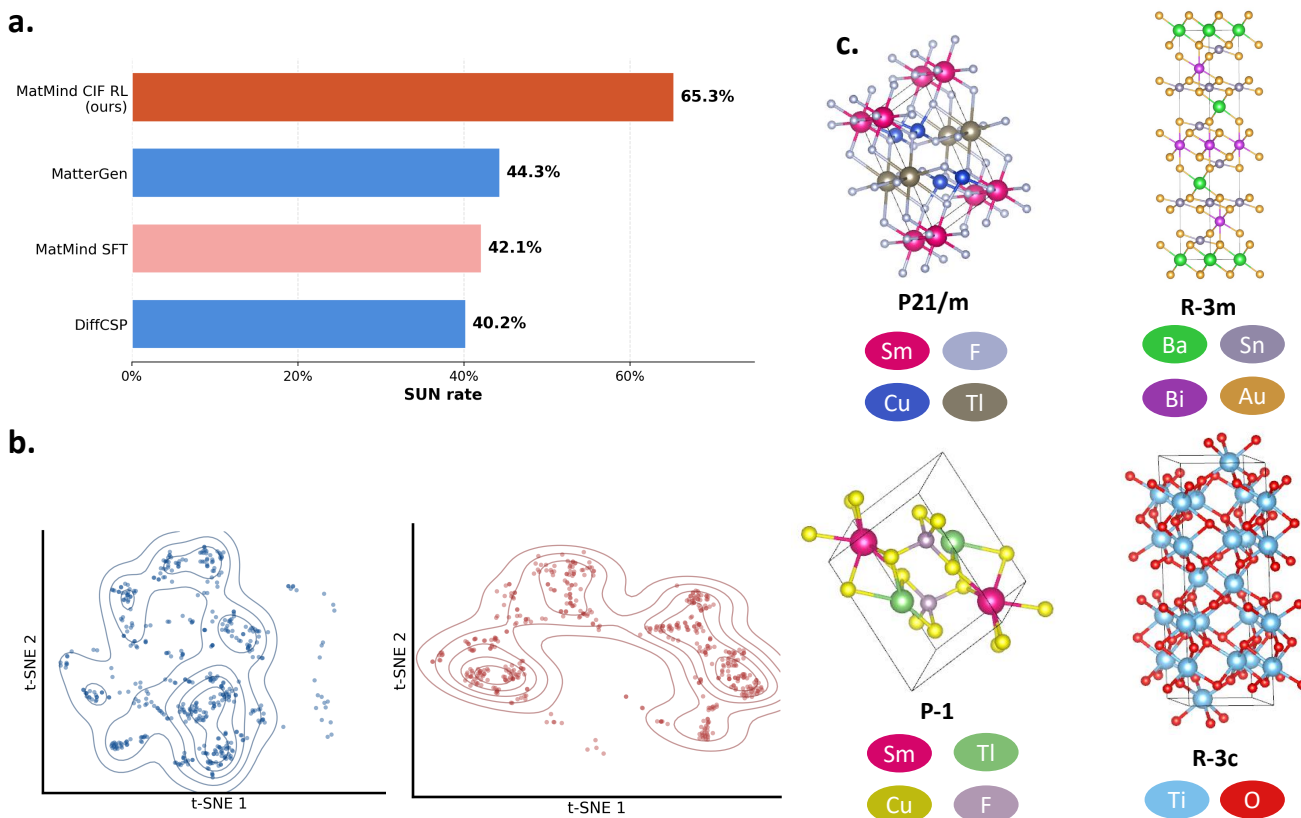 a.
MatMind CIF RL
(ours)
65.3%
MatterGen
44.3%
MatMind SFT
42.1%
DiffCSP
40.2%
0%
20%
40%
60%
SUN rate
b.
t-SNE 2
t-SNE 1
t-SNE 2
t-SNE 1
c.
P21/m
Sm
F
Cu
Tl
R-3m
Ba
Sn
Bi
Au
P-1
Sm
Tl
Cu
F
R-3c
Ti
O